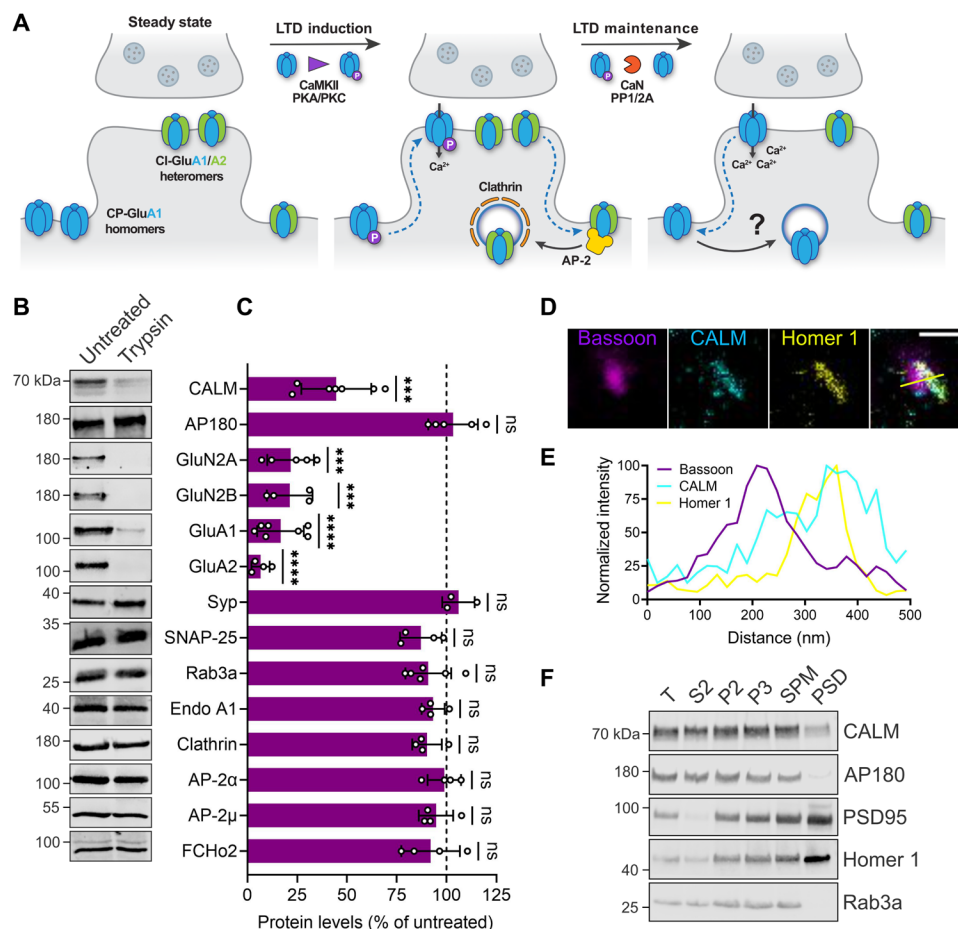 A
Steady state
LTD induction
LTD maintenance
P
CaMKII
PKA/PKC
P
CaN
PP1/2A
CI-GluA1/A2
heteromers
CP-GluA1
homomers
P
Ca²⁺
Clathrin
P
AP-2
Ca²⁺
Ca²⁺ Ca²⁺
?
B
Untreated
Trypsin
70 kDa
180
180
180
100
100
40
35
25
40
180
100
55
100
C
CALM
***
AP180
ns
GluN2A
***
GluN2B
***
GluA1
****
GluA2
****
Syp
ns
SNAP-25
ns
Rab3a
ns
Endo A1
ns
Clathrin
ns
AP-2α
ns
AP-2μ
ns
FCHo2
ns
0 25 50 75 100 125
Protein levels (% of untreated)
D
Bassoon
CALM
Homer 1
E
Bassoon
CALM
Homer 1
100
75
50
25
0
Normalized intensity
0 100 200 300 400 500
Distance (nm)
F
T S2 P2 P3 SPM PSD
70 kDa
CALM
180
AP180
100
PSD95
40
Homer 1
25
Rab3a